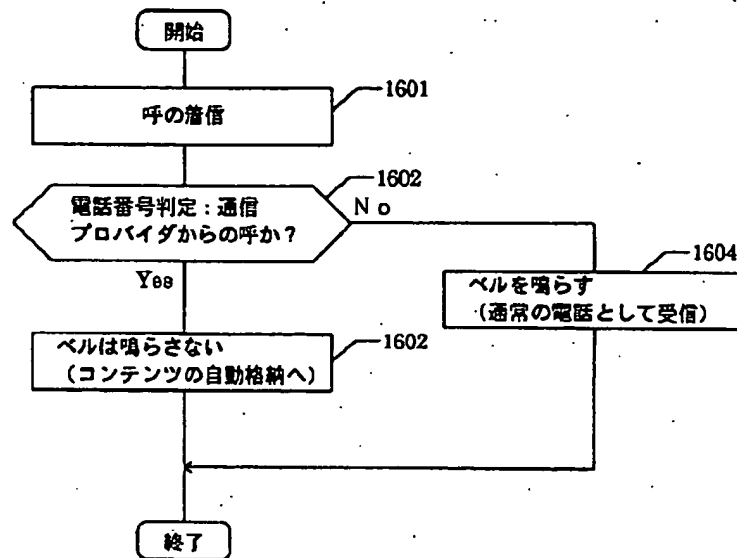 開始
呼の着信
1601
電話番号判定：通信
プロバイダからの呼か？
1602
No
Yes
ベルを鳴らす
（通常の電話として受信）
1604
ベルは鳴らさない
（コンテンツの自動格納へ）
1602
終了